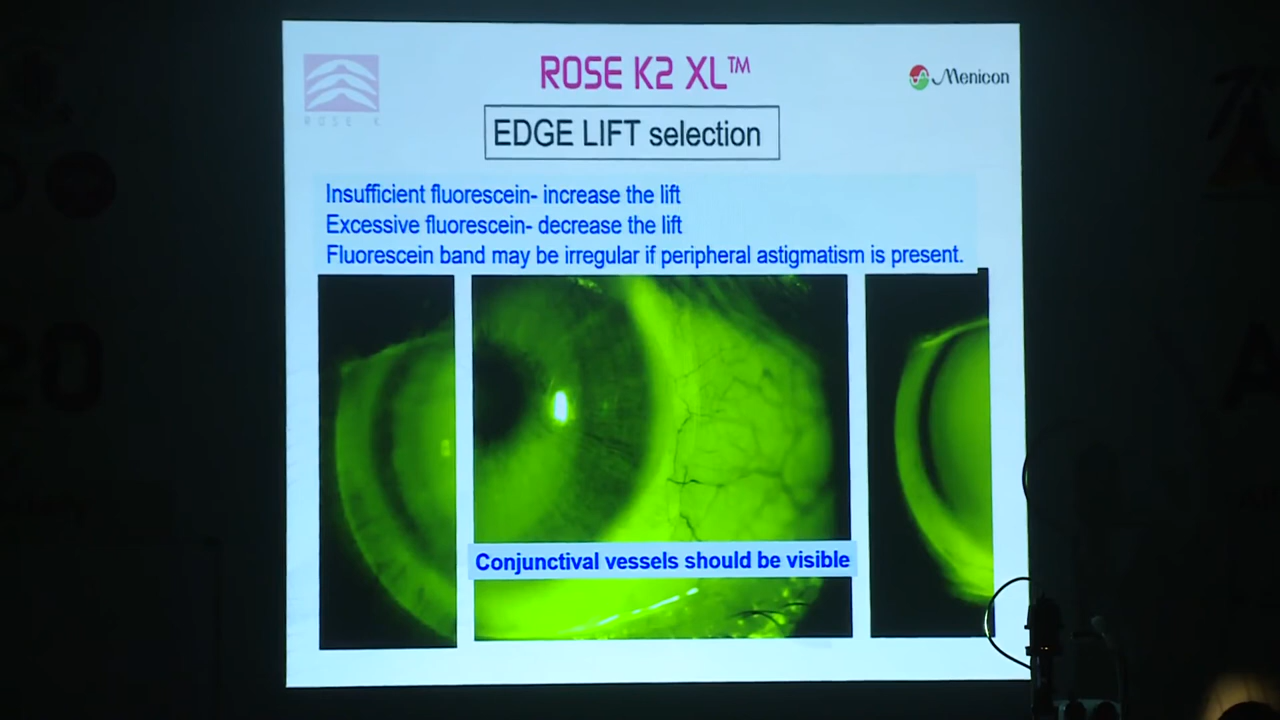 ROSE K2 XL™
Menicon
ROSE K
EDGE LIFT selection
Insufficient fluorescein- increase the lift
Excessive fluorescein- decrease the lift
Fluorescein band may be irregular if peripheral astigmatism is present.
Conjunctival vessels should be visible